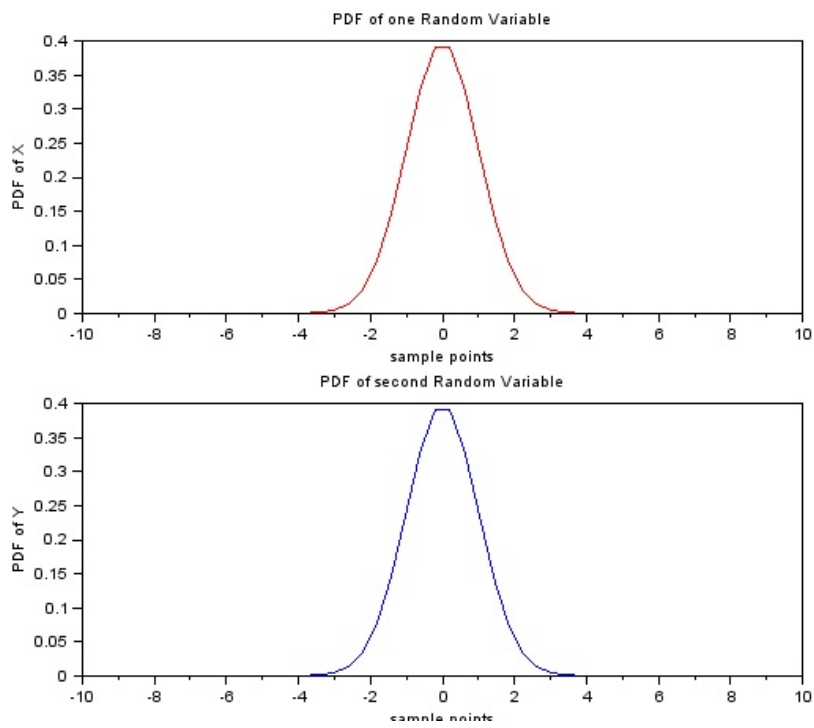 PDF of one Random Variable
0.4
0.35
0.3
0.25
0.2
0.15
0.1
0.05
0
PDF of X
-10 -8 -6 -4 -2 0 2 4 6 8 10
sample points
PDF of second Random Variable
0.4
0.35
0.3
0.25
0.2
0.15
0.1
0.05
0
PDF of Y
-10 -8 -6 -4 -2 0 2 4 6 8 10
sample points